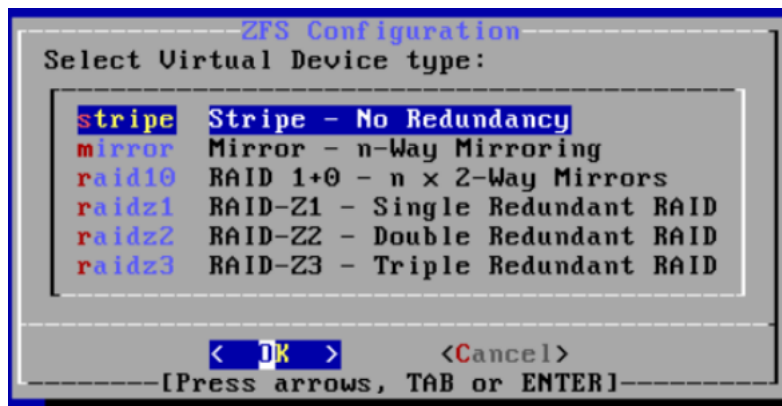 ZFS Configuration
Select Virtual Device type:
stripe Stripe - No Redundancy
mirror Mirror - n-Way Mirroring
raid10 RAID 1+0 - n x 2-Way Mirrors
raidz1 RAID-Z1 - Single Redundant RAID
raidz2 RAID-Z2 - Double Redundant RAID
raidz3 RAID-Z3 - Triple Redundant RAID
< OK > <Cancel>
[Press arrows, TAB or ENTER]